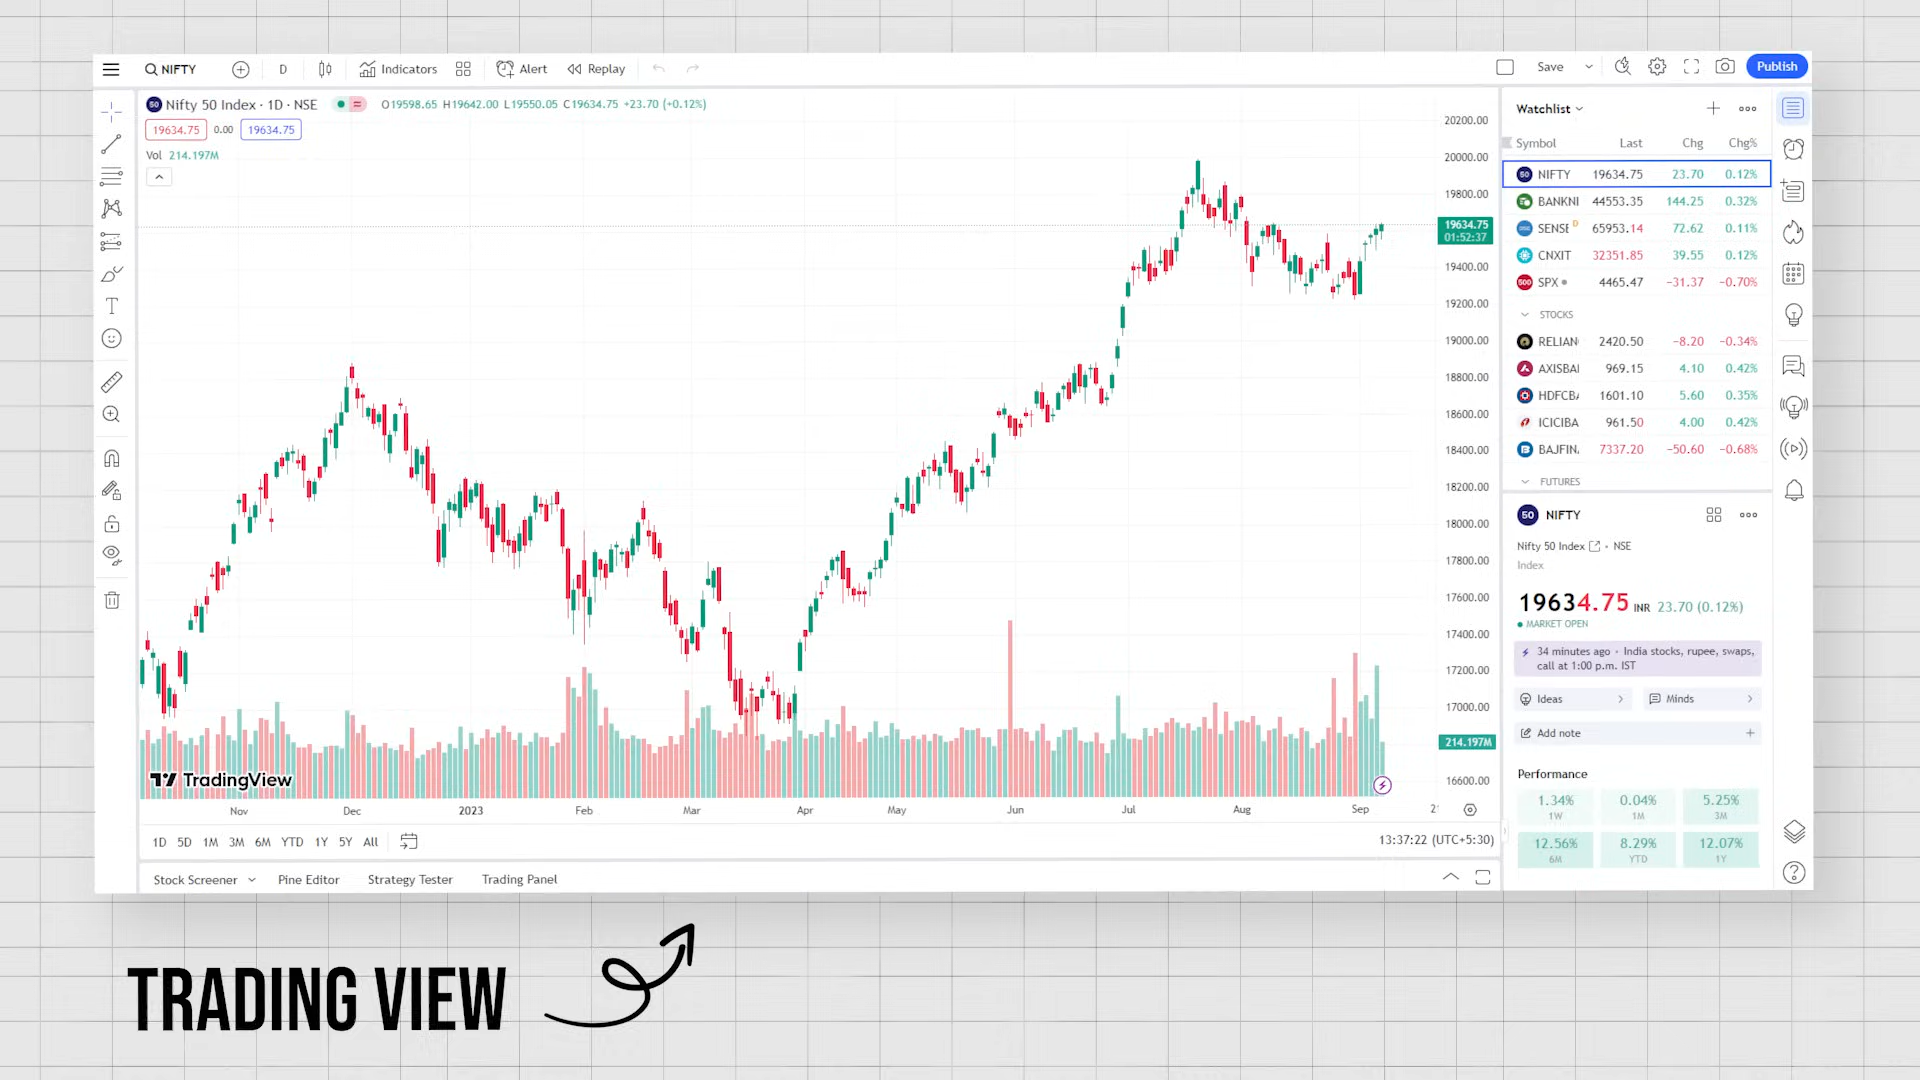 NIFTY D Indicators Alert Replay Save Publish
50 Nifty 50 Index · 1D · NSE O19598.65 H19642.00 L19550.05 C19634.75 +23.70 (+0.12%)
19634.75 0.00 19634.75
Vol 214.197M
20200.00
20000.00
19800.00
19634.75
01:52:37
19400.00
19200.00
19000.00
18800.00
18600.00
18400.00
18200.00
18000.00
17800.00
17600.00
17400.00
17200.00
17000.00
214.197M
16600.00
TradingView
Nov Dec 2023 Feb Mar Apr May Jun Jul Aug Sep
1D 5D 1M 3M 6M YTD 1Y 5Y All
13:37:22 (UTC+5:30)
Stock Screener Pine Editor Strategy Tester Trading Panel
Watchlist
Symbol Last Chg Chg%
50 NIFTY 19634.75 23.70 0.12%
BANKNI 44553.35 144.25 0.32%
SENSE D 65953.14 72.62 0.11%
CNXIT 32351.85 39.55 0.12%
500 SPX 4465.47 −31.37 −0.70%
STOCKS
RELIAN 2420.50 −8.20 −0.34%
AXISBA 969.15 4.10 0.42%
HDFCB 1601.10 5.60 0.35%
ICICIBA 961.50 4.00 0.42%
BAJFIN 7337.20 −50.60 −0.68%
FUTURES
50 NIFTY
Nifty 50 Index · NSE
Index
19634.75 INR 23.70 (0.12%)
MARKET OPEN
34 minutes ago · India stocks, rupee, swaps,
call at 1:00 p.m. IST
Ideas Minds
Add note
Performance
1.34% 0.04% 5.25%
1W 1M 3M
12.56% 8.29% 12.07%
6M YTD 1Y
TRADING VIEW